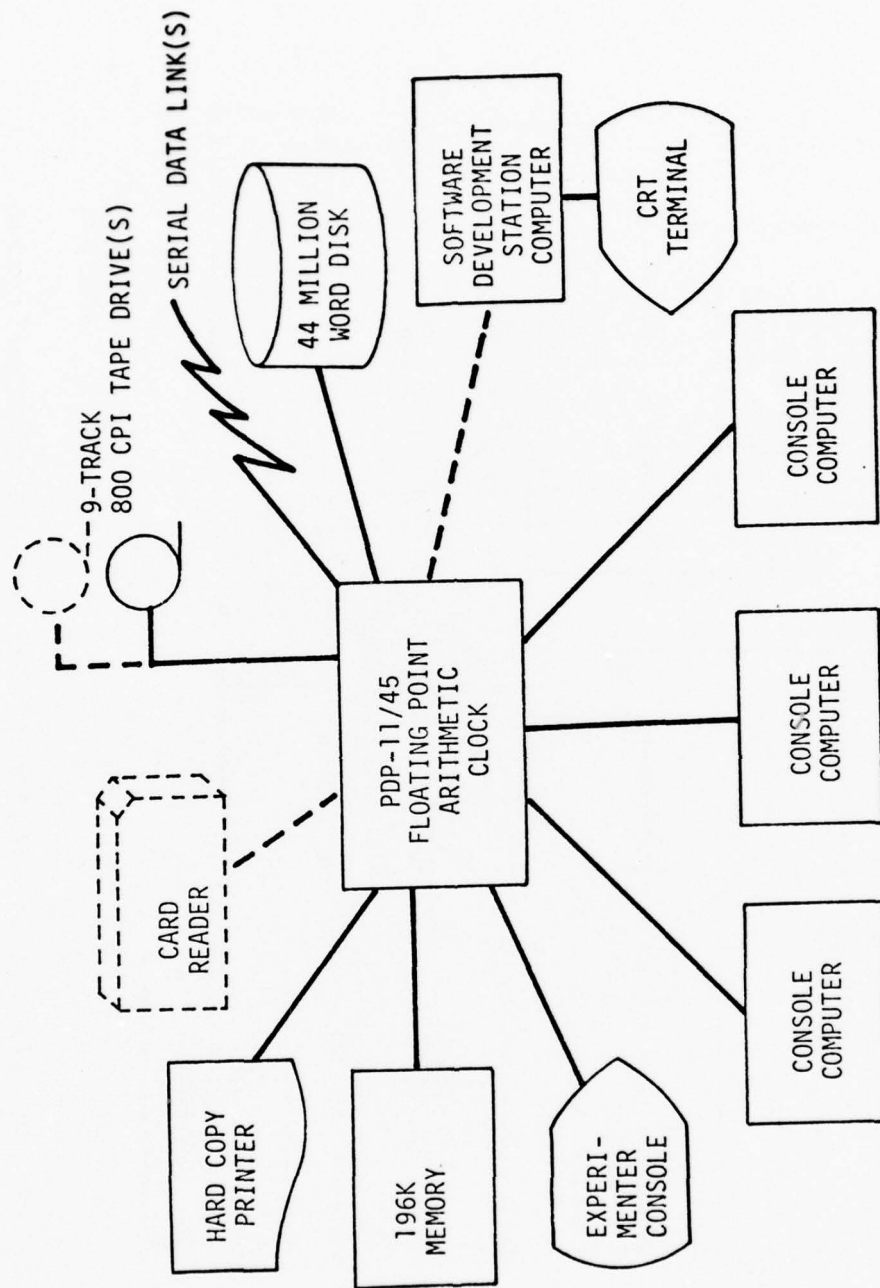 9-TRACK
800 CPI TAPE DRIVE(S)
SERIAL DATA LINK(S)
CARD
READER
44 MILLION
WORD DISK
HARD COPY
PRINTER
PDP-11/45
FLOATING POINT
ARITHMETIC
CLOCK
SOFTWARE
DEVELOPMENT
STATION
COMPUTER
196K
MEMORY
CRT
TERMINAL
EXPERI-
MENTER
CONSOLE
CONSOLE
COMPUTER
CONSOLE
COMPUTER
CONSOLE
COMPUTER